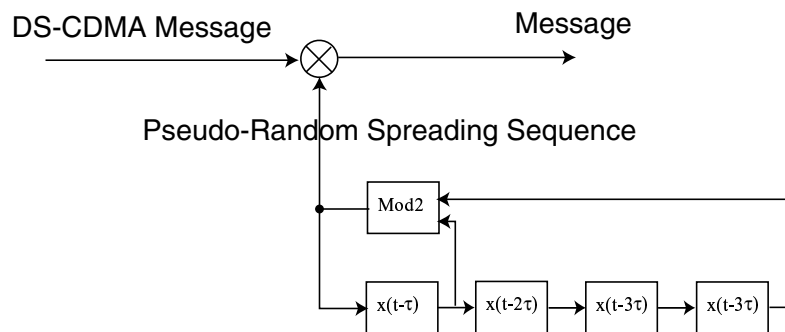 DS-CDMA Message
Message
Pseudo-Random Spreading Sequence
Mod2
x(t-τ)
x(t-2τ)
x(t-3τ)
x(t-3τ)